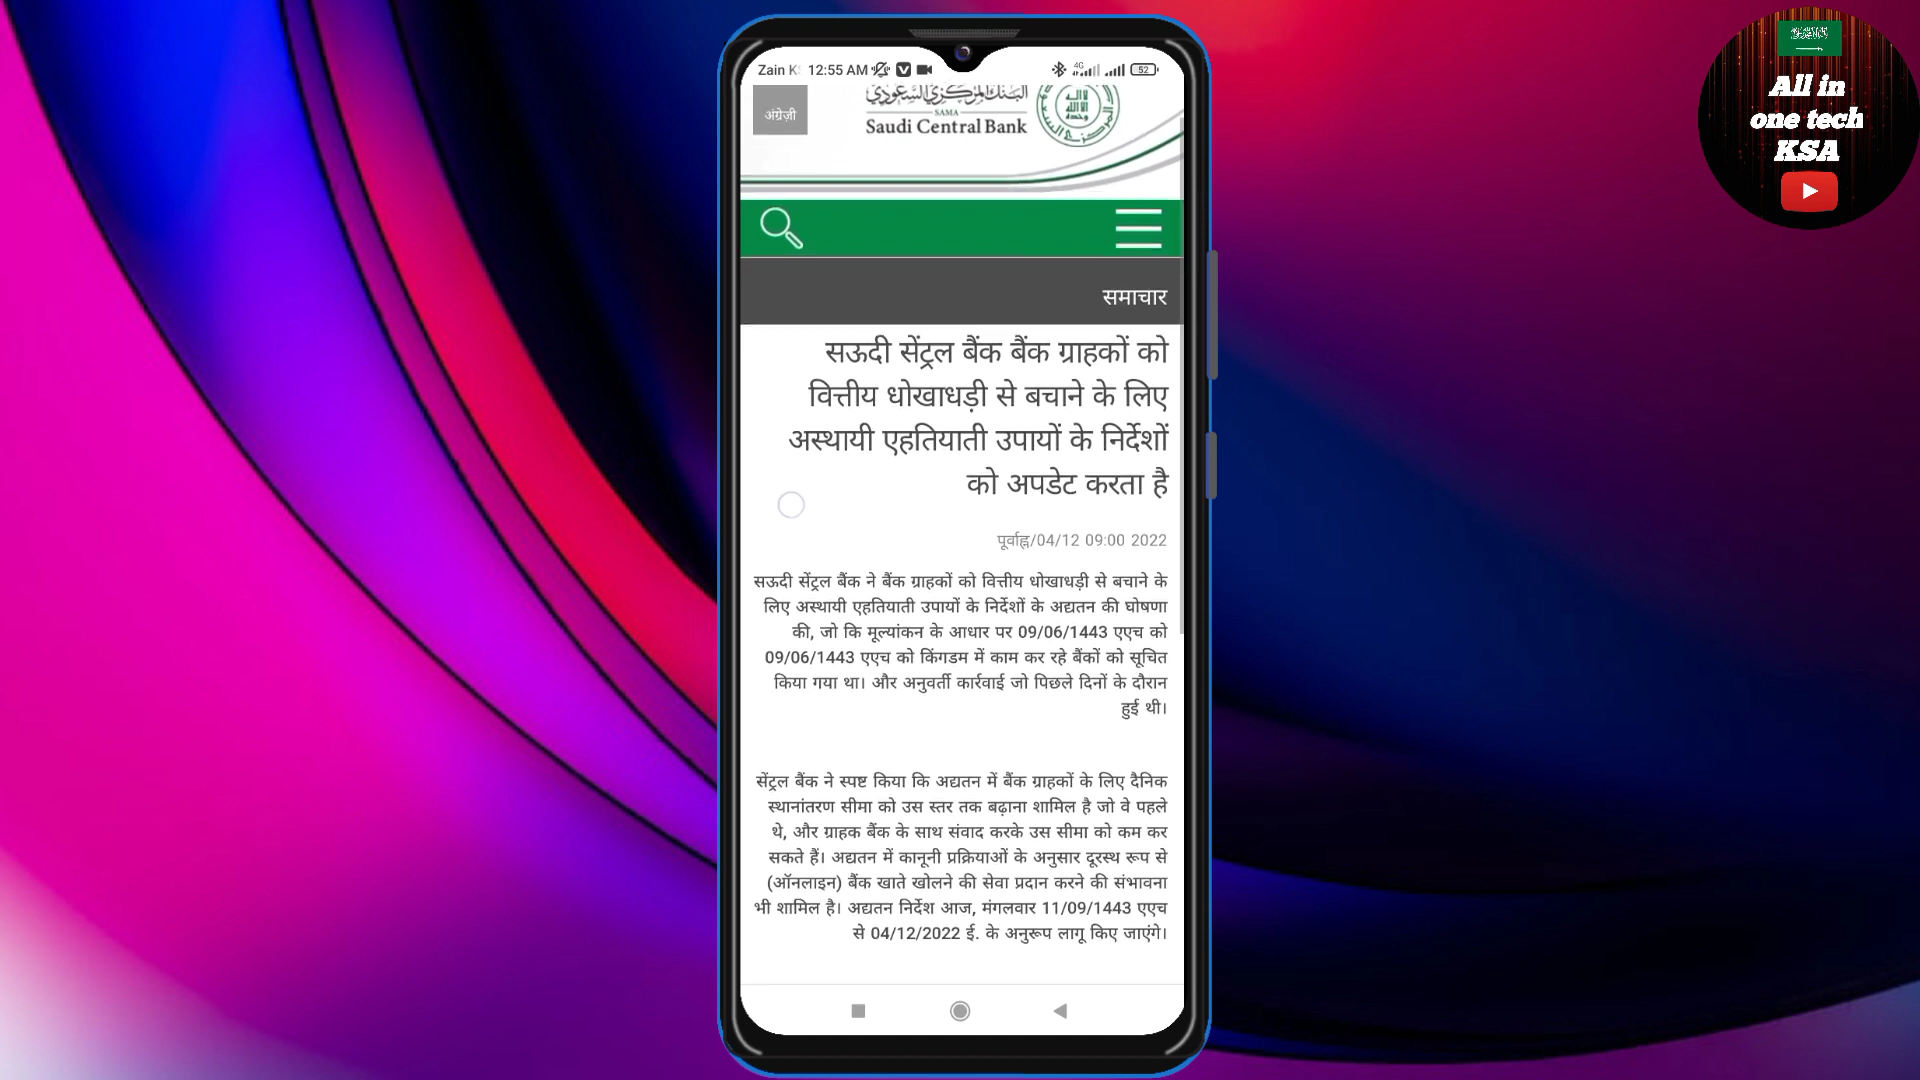 Zain K
12:55 AM
4G
52
अंग्रेज़ी
البنك المركزي السعودي
SAMA
Saudi Central Bank
समाचार
सऊदी सेंट्रल बैंक बैंक ग्राहकों को
वित्तीय धोखाधड़ी से बचाने के लिए
अस्थायी एहतियाती उपायों के निर्देशों
को अपडेट करता है
पूर्वाह्न/04/12 09:00 2022
सऊदी सेंट्रल बैंक ने बैंक ग्राहकों को वित्तीय धोखाधड़ी से बचाने के
लिए अस्थायी एहतियाती उपायों के निर्देशों के अद्यतन की घोषणा
की, जो कि मूल्यांकन के आधार पर 09/06/1443 एएच को
09/06/1443 एएच को किंगडम में काम कर रहे बैंकों को सूचित
किया गया था। और अनुवर्ती कार्रवाई जो पिछले दिनों के दौरान
हुई थी।
सेंट्रल बैंक ने स्पष्ट किया कि अद्यतन में बैंक ग्राहकों के लिए दैनिक
स्थानांतरण सीमा को उस स्तर तक बढ़ाना शामिल है जो वे पहले
थे, और ग्राहक बैंक के साथ संवाद करके उस सीमा को कम कर
सकते हैं। अद्यतन में कानूनी प्रक्रियाओं के अनुसार दूरस्थ रूप से
(ऑनलाइन) बैंक खाते खोलने की सेवा प्रदान करने की संभावना
भी शामिल है। अद्यतन निर्देश आज, मंगलवार 11/09/1443 एएच
से 04/12/2022 ई. के अनुरूप लागू किए जाएंगे।
All in
one tech
KSA